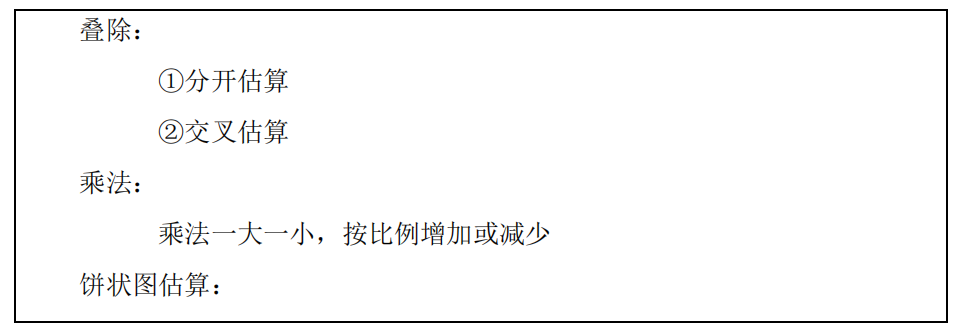 叠除：
①分开估算
②交叉估算
乘法：
乘法一大一小，按比例增加或减少
饼状图估算：